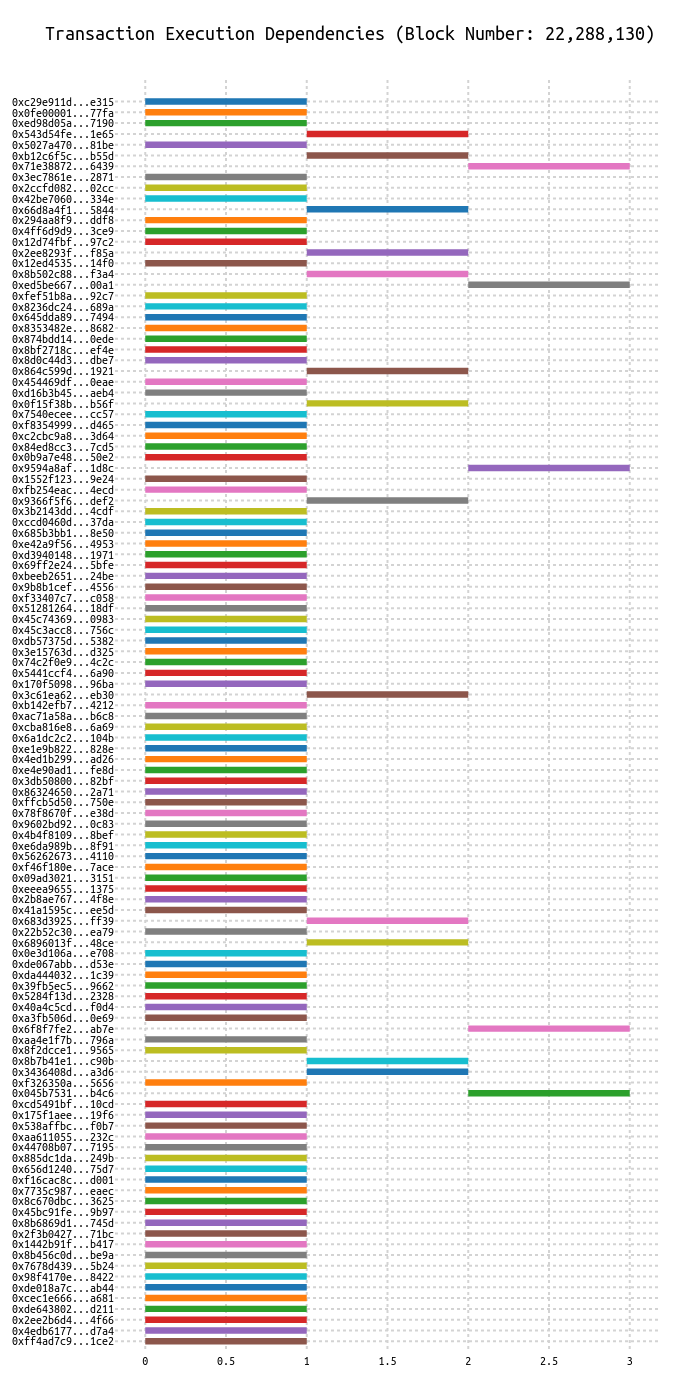 Transaction Execution Dependencies (Block Number: 22,288,130)
0xc29e911d...e315
0x0fe00001...77fa
0xed98d05a...7190
0x543d54fe...1e65
0x5027a470...81be
0xb12c6f5c...b55d
0x71e38872...6439
0x3ec7861e...2871
0x2ccfd082...02cc
0x42be7060...334e
0x66d8a4f1...5844
0x294aa8f9...ddf8
0x4ff6d9d9...3ce9
0x12d74fbf...97c2
0x2ee8293f...f85a
0x12ed4535...14f0
0x8b502c88...f3a4
0xed5be667...00a1
0xfef51b8a...92c7
0x8236dc24...689a
0x645dda89...7494
0x8353482e...8682
0x874bdd14...0ede
0x8bf2718c...ef4e
0x8d0c44d3...dbe7
0x864c599d...1921
0x454469df...0eae
0xd16b3b45...aeb4
0x0f15f38b...b56f
0x7540ecee...cc57
0xf8354999...d465
0xc2cbc9a8...3d64
0x84ed8cc3...7cd5
0x0b9a7e48...50e2
0x9594a8af...1d8c
0x1552f123...9e24
0xfb254eac...4ecd
0x9366f5f6...def2
0x3b2143dd...4cdf
0xccd0460d...37da
0x685b3bb1...8e50
0xe42a9f56...4953
0xd3940148...1971
0x69ff2e24...5bfe
0xbeeb2651...24be
0x9b8b1cef...4556
0xf33407c7...c058
0x51281264...18df
0x45c74369...0983
0x45c3acc8...756c
0xdb57375d...5382
0x3e15763d...d325
0x74c2f0e9...4c2c
0x5441ccf4...6a90
0x170f5098...96ba
0x3c61ea62...eb30
0xb142efb7...4212
0xac71a58a...b6c8
0xcba816e8...6a69
0x6a1dc2c2...104b
0xe1e9b822...828e
0x4ed1b299...ad26
0xe4e90ad1...fe8d
0x3db50800...82bf
0x86324650...2a71
0xffcb5d50...750e
0x78f8670f...e38d
0x9602bd92...0c83
0x4b4f8109...8bef
0xe6da989b...8f91
0x56262673...4110
0xf46f180e...7ace
0x09ad3021...3151
0xeeea9655...1375
0x2b8ae767...4f8e
0x41a1595c...ee5d
0x683d3925...ff39
0x22b52c30...ea79
0x6896013f...48ce
0x0e3d106a...e708
0xde067abb...d53e
0xda444032...1c39
0x39fb5ec5...9662
0x5284f13d...2328
0x40a4c5cd...f0d4
0xa3fb506d...0e69
0x6f8f7fe2...ab7e
0xaa4e1f7b...796a
0x8f2dcce1...9565
0x8b7b41e1...c90b
0x3436408d...a3d6
0xf326350a...5656
0x045b7531...b4c6
0xcd5491bf...10cd
0x175f1aee...19f6
0x538affbc...f0b7
0xaa611055...232c
0x44708b07...7195
0x885dc1da...249b
0x656d1240...75d7
0xf16cac8c...d001
0x7735c987...eaec
0x8c670dbc...3625
0x45bc91fe...9b97
0x8b6869d1...745d
0x2f3b0427...71bc
0x1442b91f...b417
0x8b456c0d...be9a
0x7678d439...5b24
0x98f4170e...8422
0xde018a7c...ab44
0xcec1e666...a681
0xde643802...d211
0x2ee2b6d4...4f66
0x4edb6177...d7a4
0xff4ad7c9...1ce2
0 0.5 1 1.5 2 2.5 3